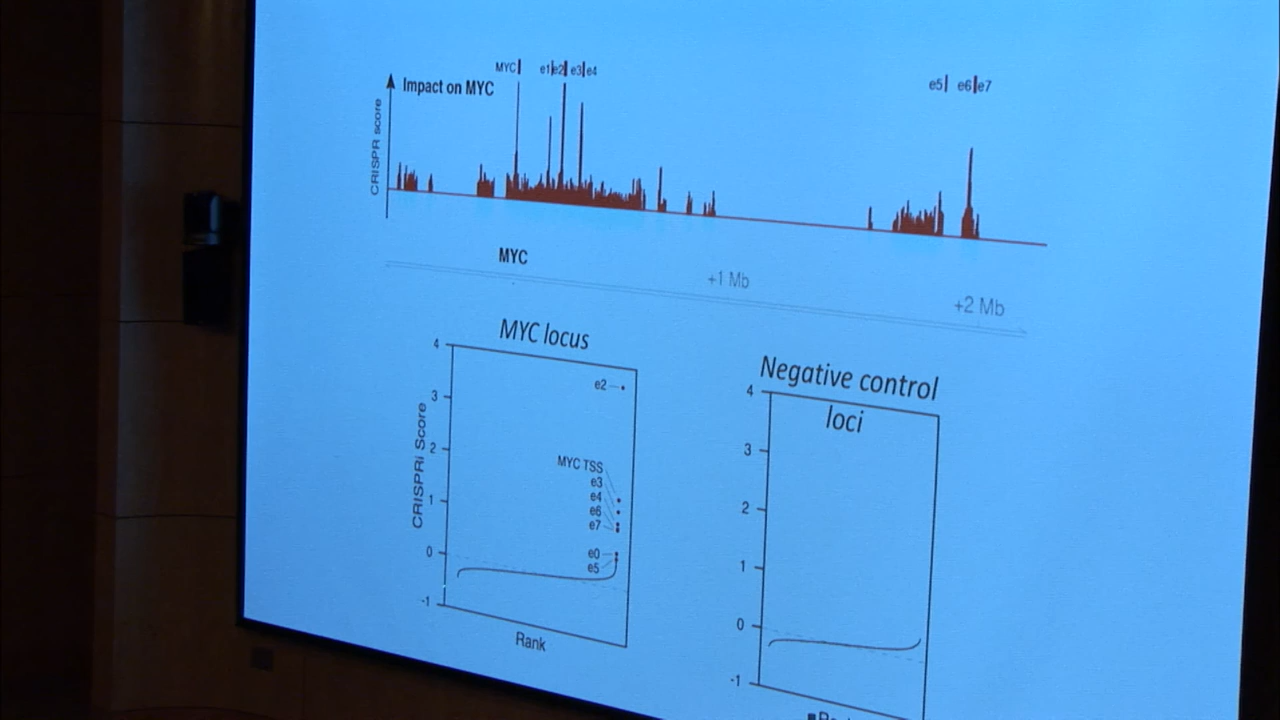 MYC e1 e2 e3 e4
e5 e6 e7
Impact on MYC
CRISPR score
MYC
+1 Mb
+2 Mb
MYC locus
4
3
2
1
0
-1
CRISPRi Score
e2
MYC TSS
e3
e4
e6
e7
e0
e5
Rank
Negative control
loci
4
3
2
1
0
-1